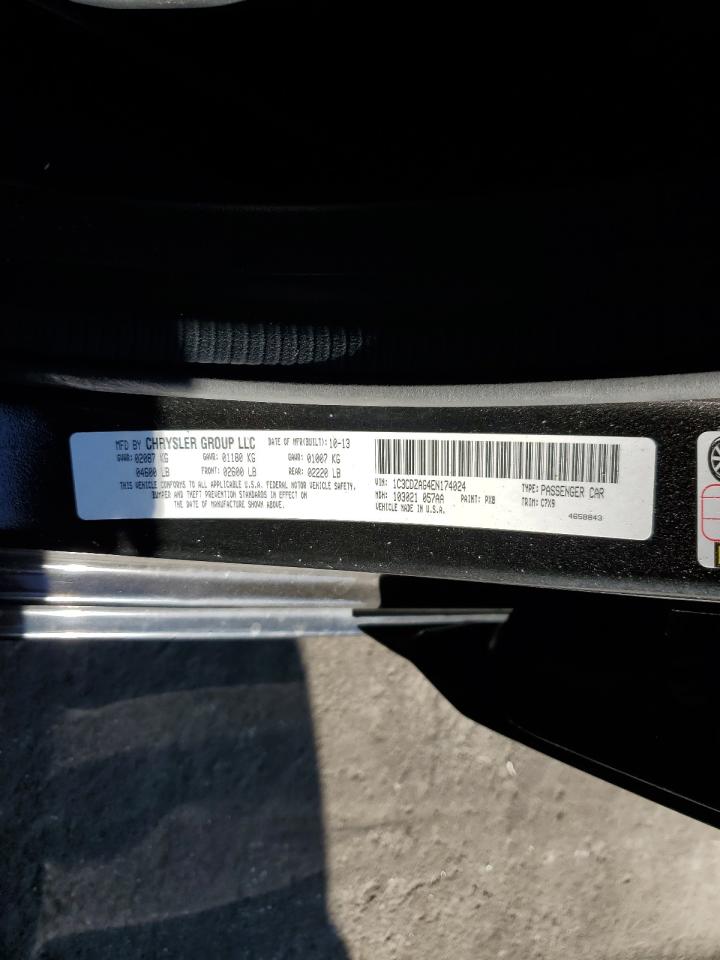 MFD BY CHRYSLER GROUP LLC DATE OF MFR(BUILT): 10-13
GVWR: 02087 KG GAWR: 01180 KG GAWR: 01007 KG
04600 LB FRONT: 02600 LB REAR: 02220 LB
THIS VEHICLE CONFORMS TO ALL APPLICABLE U.S.A. FEDERAL MOTOR VEHICLE SAFETY,
BUMPER AND THEFT PREVENTION STANDARDS IN EFFECT ON
THE DATE OF MANUFACTURE SHOWN ABOVE.
VIN: 1C3CDZAG4EN174024 TYPE: PASSENGER CAR
MDH: 103021 057AA PAINT: PX8 TRIM: C7X9
VEHICLE MADE IN U.S.A. 4658843